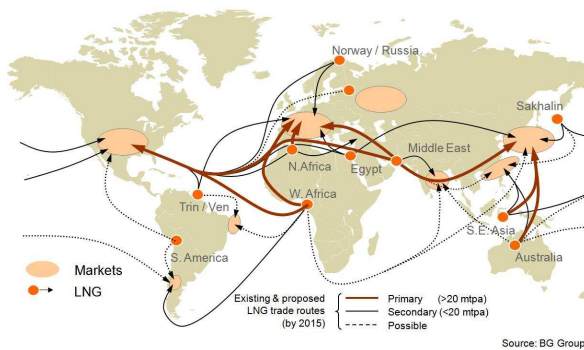 Norway / Russia
Sakhalin
N.Africa
Egypt
Middle East
W. Africa
Trin / Ven
S. America
S.E. Asia
Australia
Markets
LNG
Existing & proposed
LNG trade routes
(by 2015)
Primary (>20 mtpa)
Secondary (<20 mtpa)
Possible
Source: BG Group